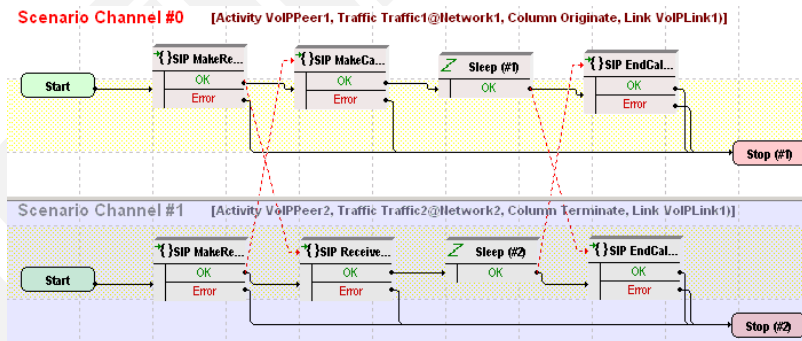 Scenario Channel #0 [Activity VoIPPeer1, Traffic Traffic1@Network1, Column Originate, Link VoIPLink1)]
{}SIP MakeRe... {}SIP MakeCa... Sleep (#1) {}SIP EndCal...
Start OK OK OK OK
Error Error Error
Stop (#1)
Scenario Channel #1 [Activity VoIPPeer2, Traffic Traffic2@Network2, Column Terminate, Link VoIPLink1)]
{}SIP MakeRe... {}SIP Receive... Sleep (#2) {}SIP EndCal...
Start OK OK OK OK
Error Error Error
Stop (#2)